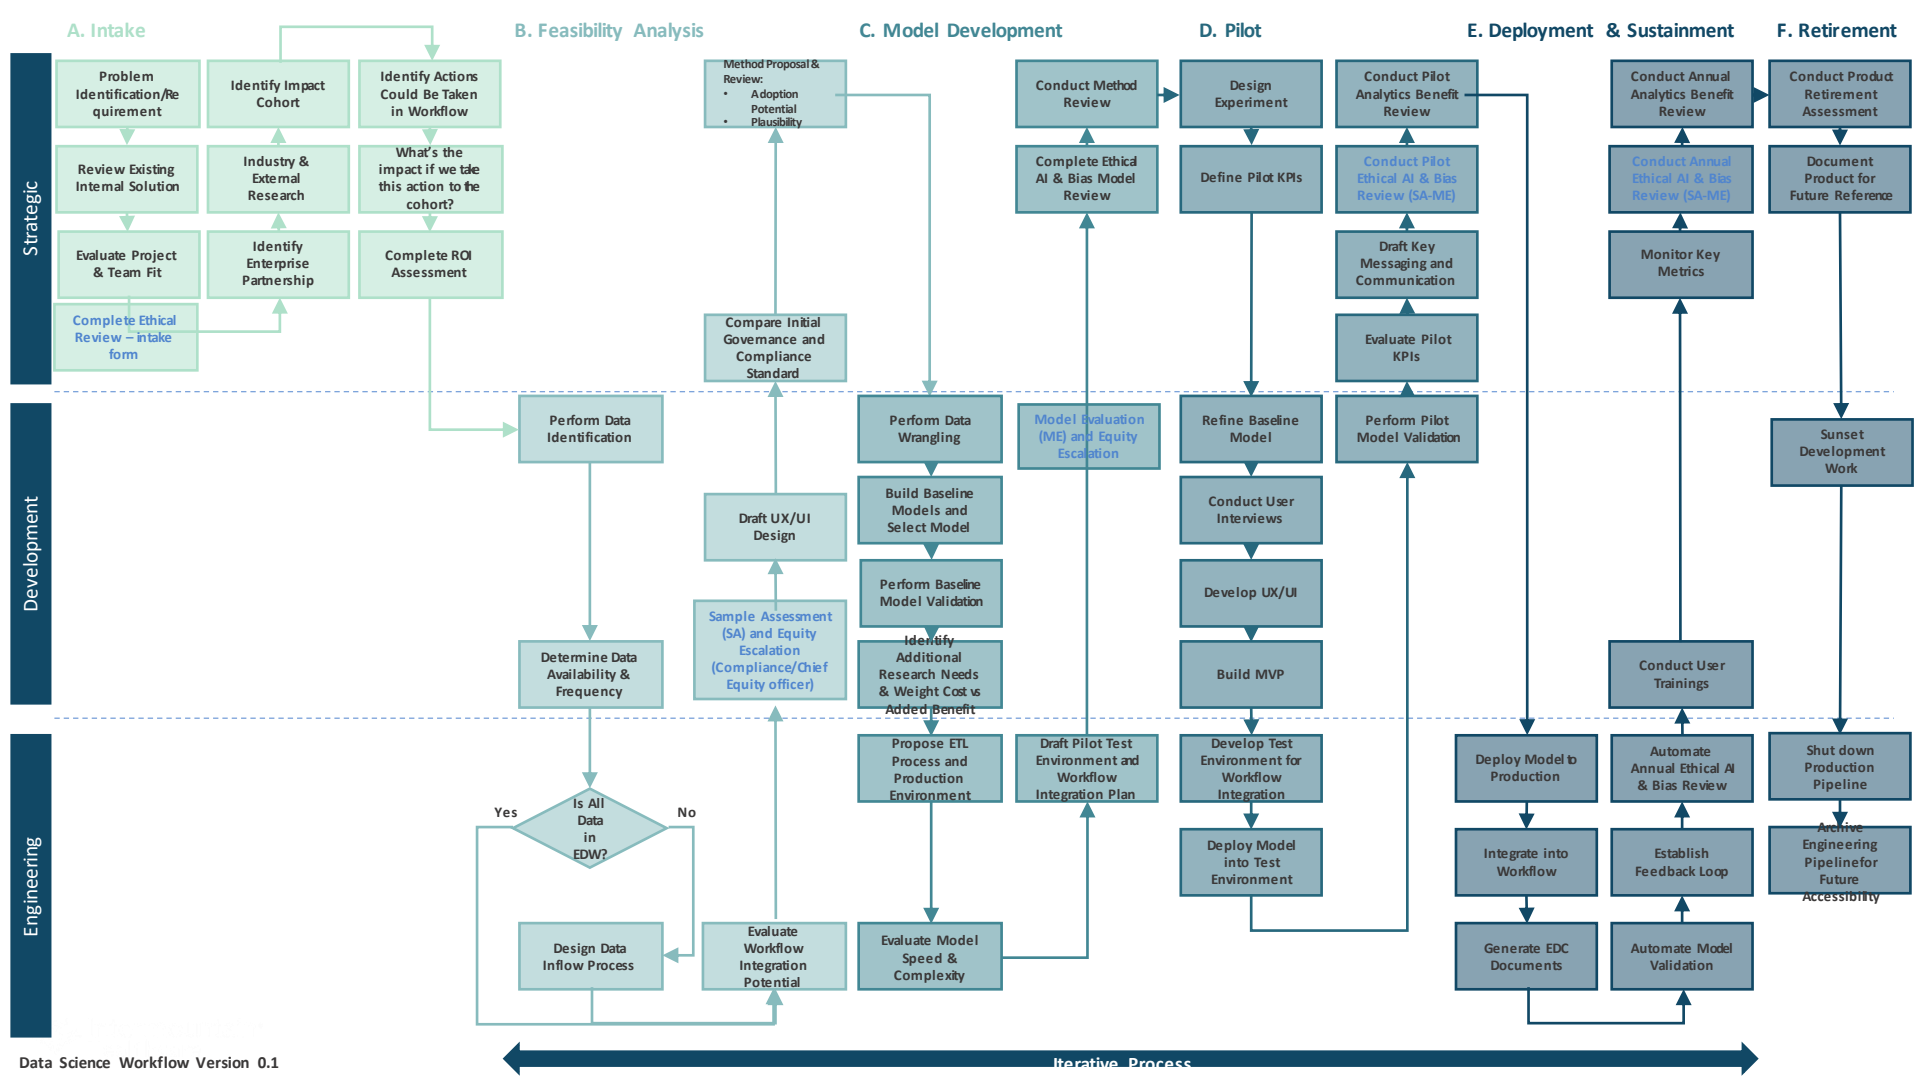 A. Intake
B. Feasibility Analysis
C. Model Development
D. Pilot
E. Deployment & Sustainment
F. Retirement
Strategic
Problem
Identification/Re
quirement
Review Existing
Internal Solution
Evaluate Project
& Team Fit
Complete Ethical
Review – intake
form
Identify Impact
Cohort
Industry &
External
Research
Identify
Enterprise
Partnership
Identify Actions
Could Be Taken
in Workflow
What's the
impact if we take
this action to the
cohort?
Complete ROI
Assessment
Method Proposal &
Review:
• Adoption
Potential
• Plausibility
Compare Initial
Governance and
Compliance
Standard
Conduct Method
Review
Complete Ethical
AI & Bias Model
Review
Design
Experiment
Define Pilot KPIs
Conduct Pilot
Analytics Benefit
Review
Conduct Pilot
Ethical AI & Bias
Review (SA-ME)
Draft Key
Messaging and
Communication
Evaluate Pilot
KPIs
Conduct Annual
Analytics Benefit
Review
Conduct Annual
Ethical AI & Bias
Review (SA-ME)
Monitor Key
Metrics
Conduct Product
Retirement
Assessment
Document
Product for
Future Reference
Development
Perform Data
Identification
Determine Data
Availability &
Frequency
Draft UX/UI
Design
Sample Assessment
(SA) and Equity
Escalation
(Compliance/Chief
Equity officer)
Perform Data
Wrangling
Build Baseline
Models and
Select Model
Perform Baseline
Model Validation
Identify
Additional
Research Needs
& Weight Cost vs
Added Benefit
Model Evaluation
(ME) and Equity
Escalation
Refine Baseline
Model
Conduct User
Interviews
Develop UX/UI
Build MVP
Perform Pilot
Model Validation
Conduct User
Trainings
Sunset
Development
Work
Engineering
Yes
Is All
Data
in
EDW?
No
Design Data
Inflow Process
Evaluate
Workflow
Integration
Potential
Propose ETL
Process and
Production
Environment
Evaluate Model
Speed &
Complexity
Draft Pilot Test
Environment and
Workflow
Integration Plan
Develop Test
Environment for
Workflow
Integration
Deploy Model
into Test
Environment
Deploy Model to
Production
Integrate into
Workflow
Generate EDC
Documents
Automate
Annual Ethical AI
& Bias Review
Establish
Feedback Loop
Automate Model
Validation
Shut down
Production
Pipeline
Archive
Engineering
Pipeline for
Future
Accessibility
Data Science Workflow Version 0.1
Iterative Process